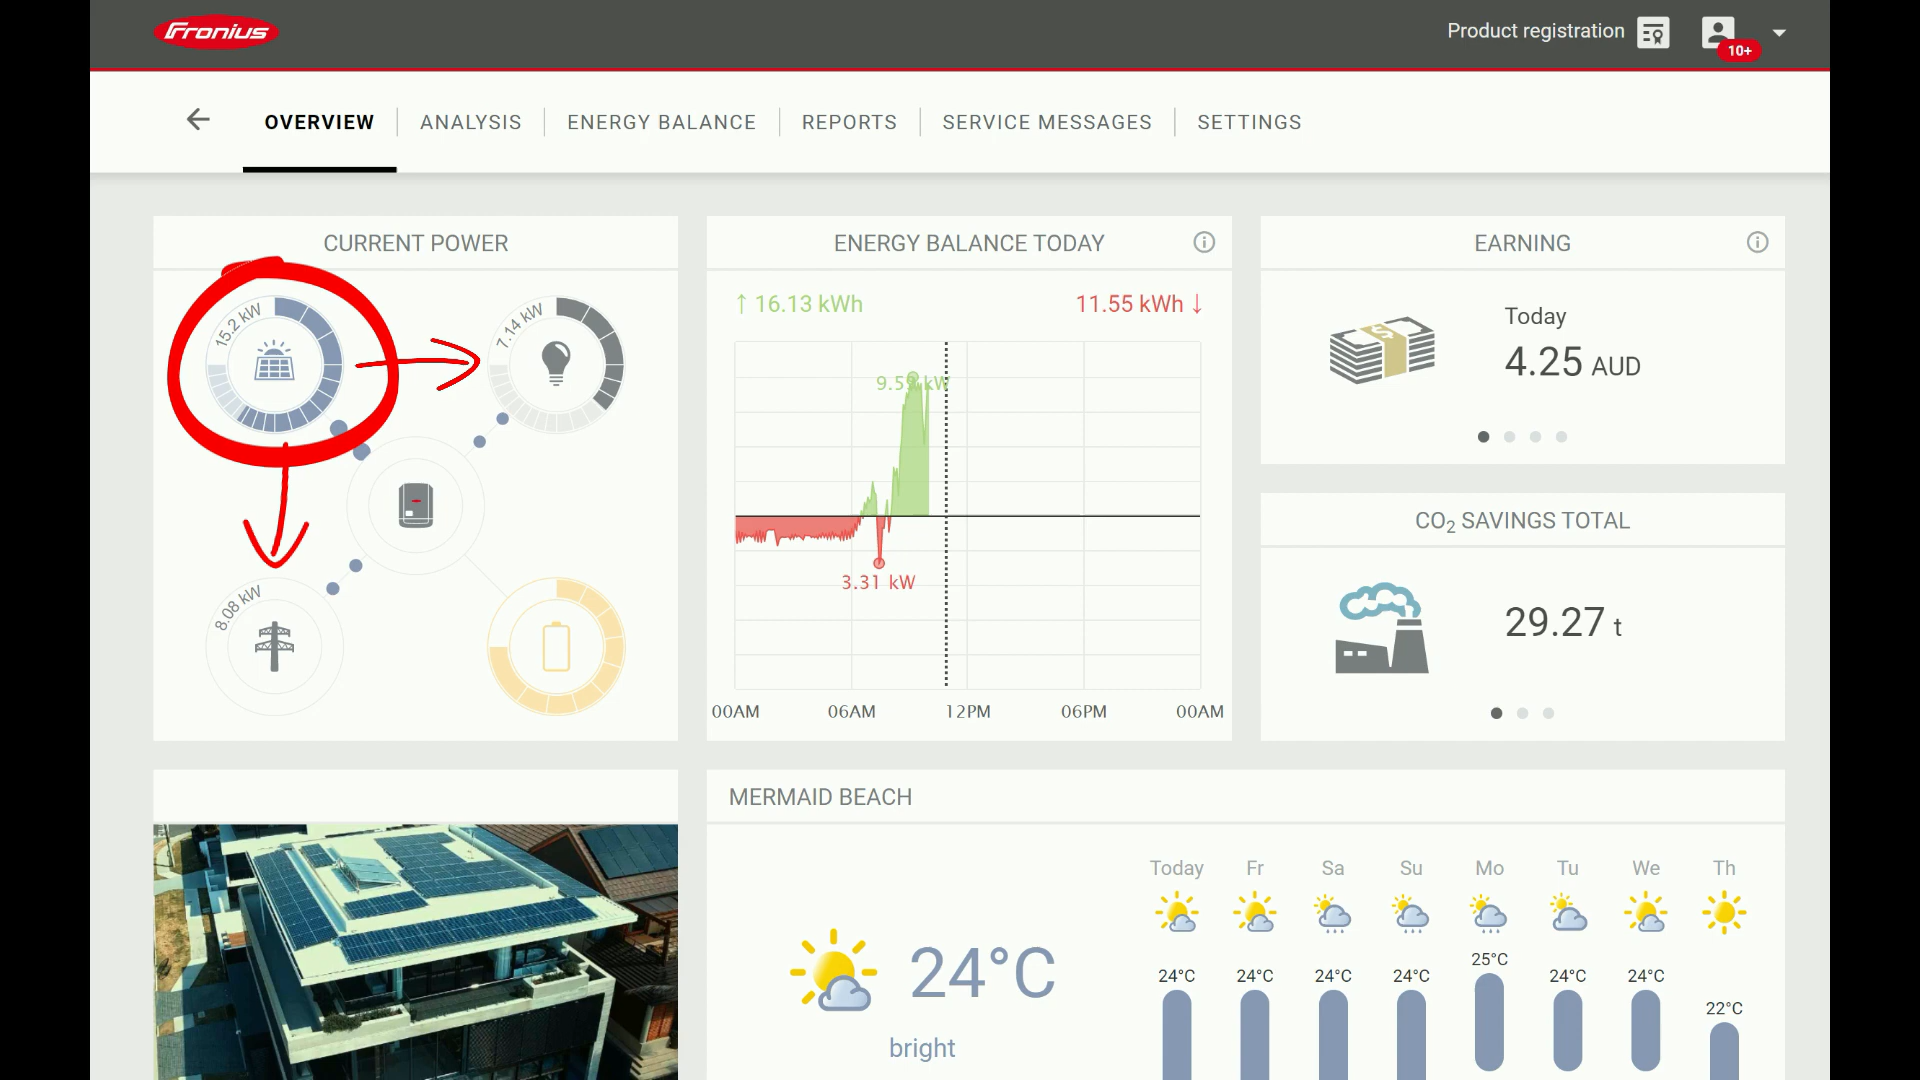 Fronius
Product registration
10+
OVERVIEW
ANALYSIS
ENERGY BALANCE
REPORTS
SERVICE MESSAGES
SETTINGS
CURRENT POWER
15.2 kW
7.14 kW
8.08 kW
ENERGY BALANCE TODAY
↑ 16.13 kWh
11.55 kWh ↓
9.59 kW
3.31 kW
00AM 06AM 12PM 06PM 00AM
EARNING
Today
4.25 AUD
CO2 SAVINGS TOTAL
29.27 t
MERMAID BEACH
24°C
bright
Today Fr Sa Su Mo Tu We Th
24°C 24°C 24°C 24°C 25°C 24°C 24°C 22°C